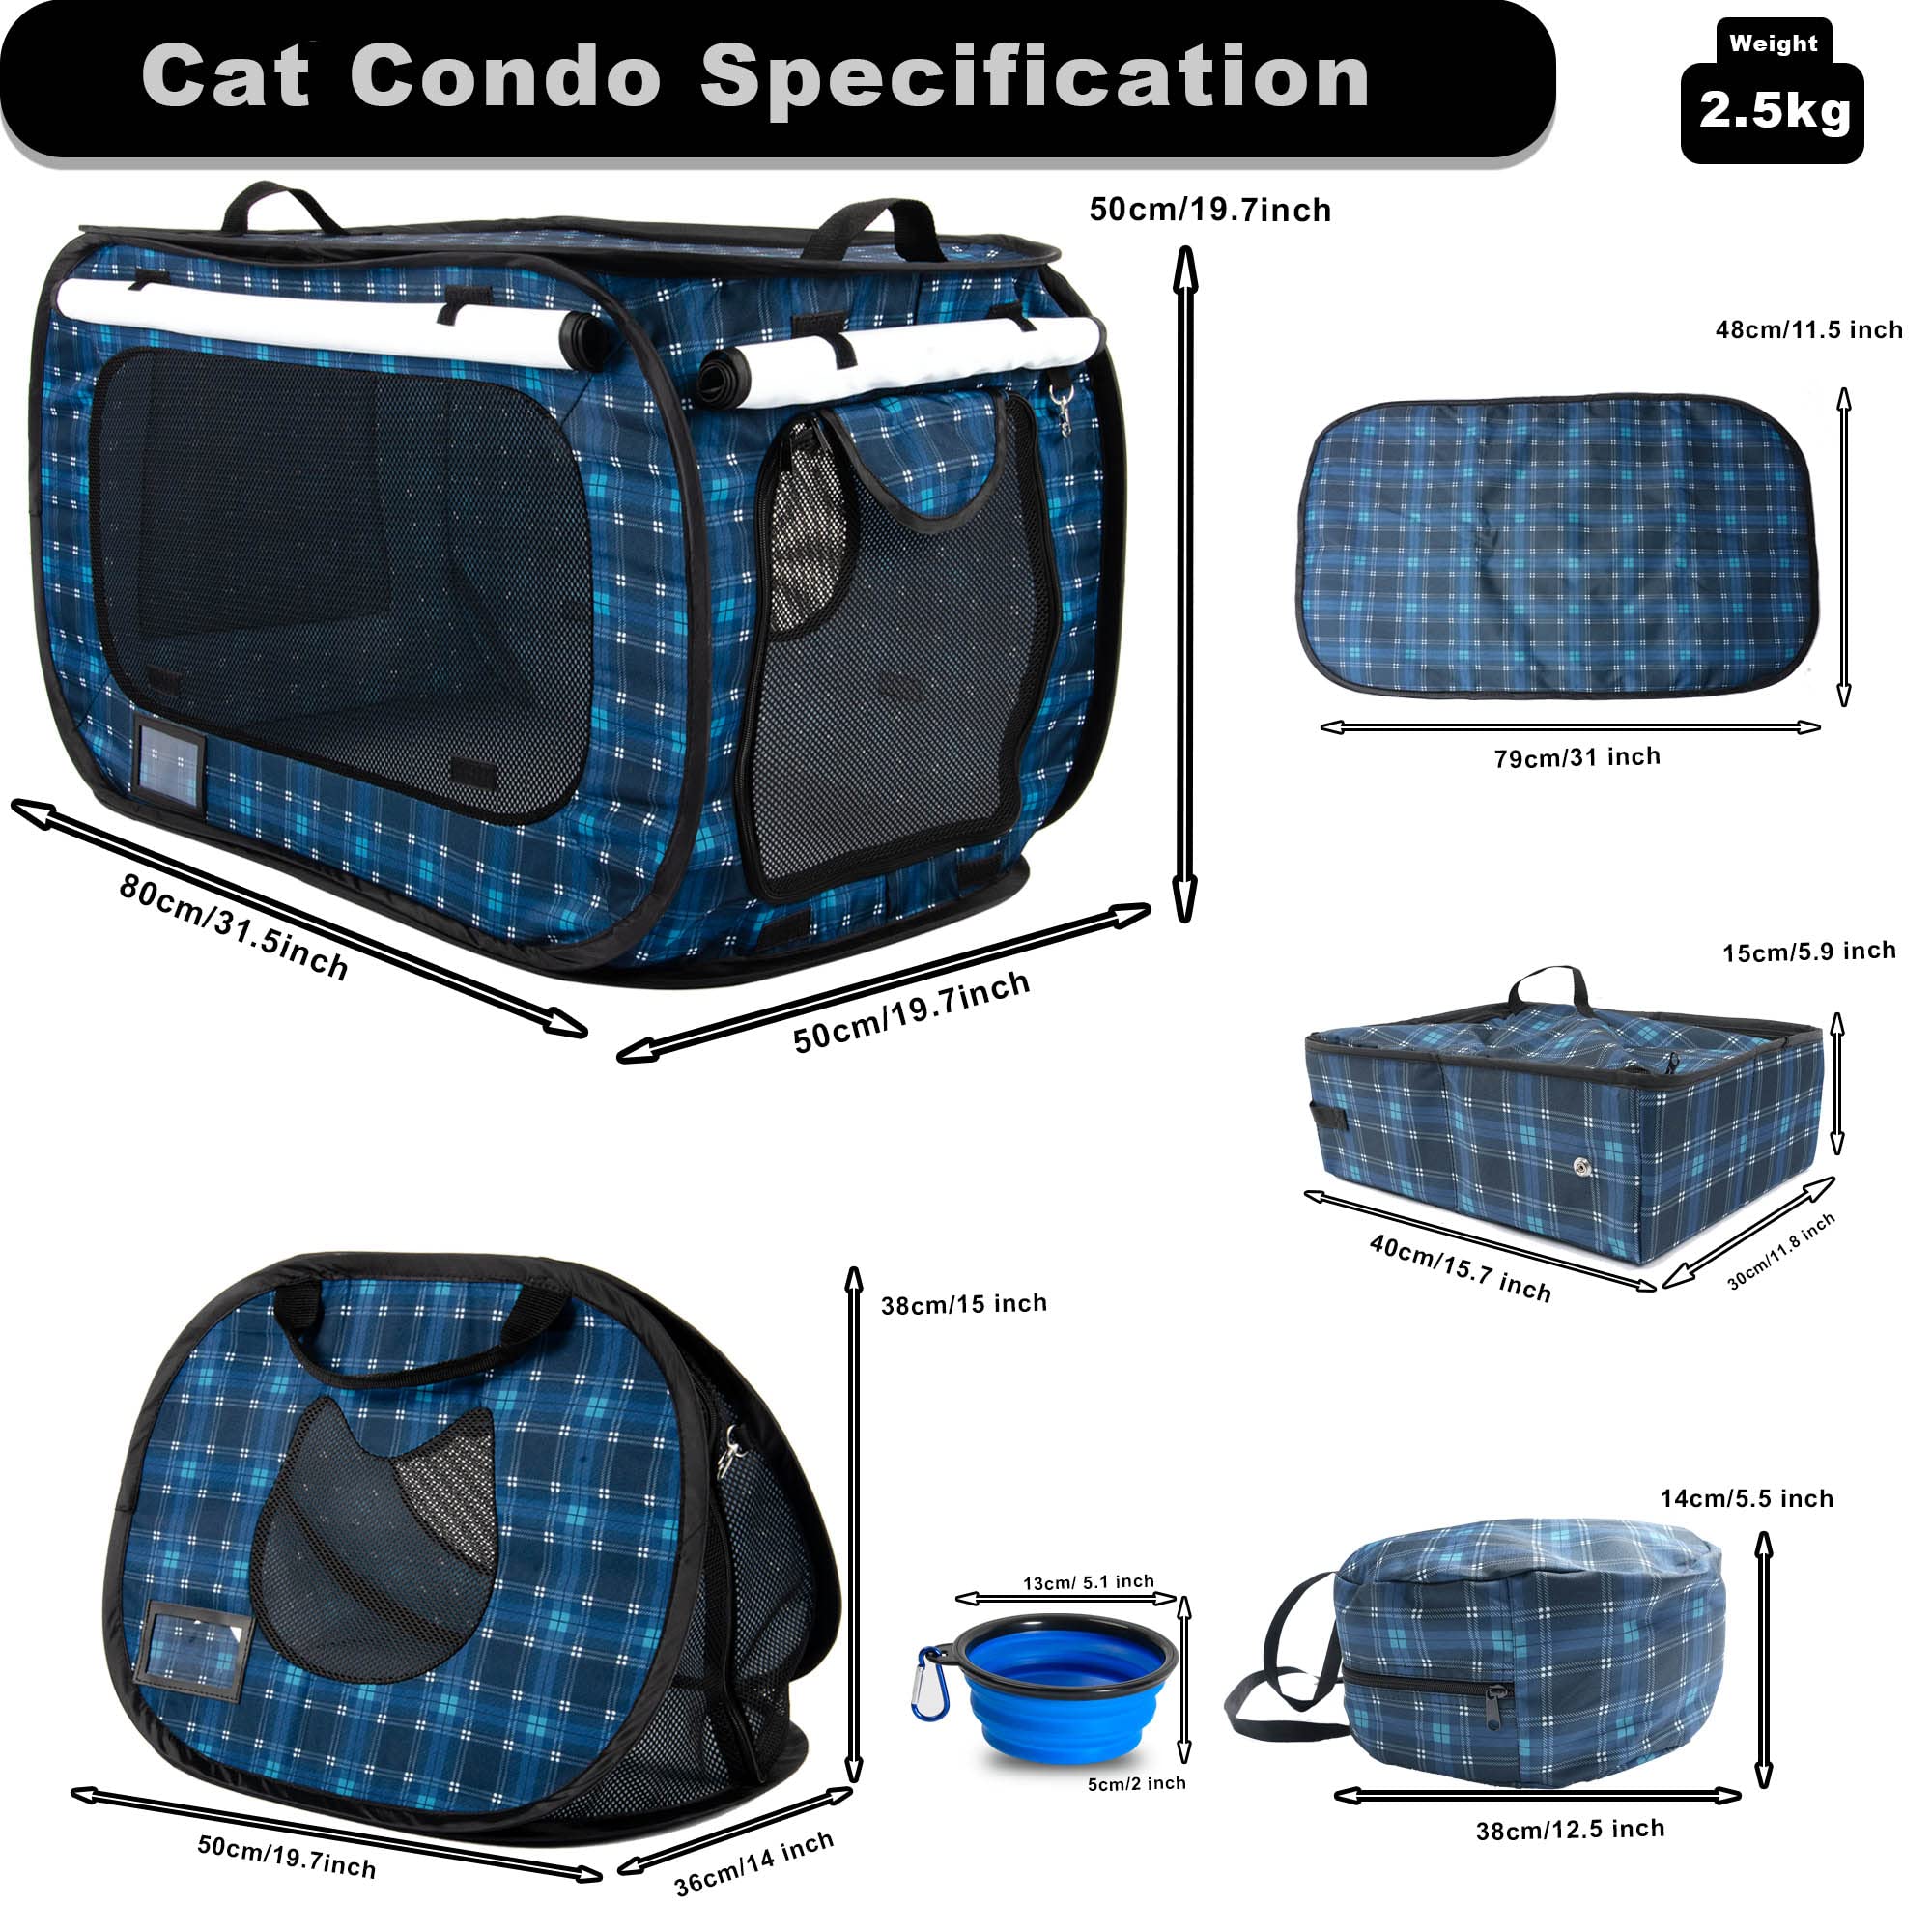 Cat Condo Specification
Weight
2.5kg
50cm/19.7inch
48cm/11.5 inch
79cm/31 inch
80cm/31.5inch
50cm/19.7inch
15cm/5.9 inch
40cm/15.7 inch
30cm/11.8 inch
38cm/15 inch
14cm/5.5 inch
13cm/ 5.1 inch
5cm/2 inch
38cm/12.5 inch
50cm/19.7inch
36cm/14 inch